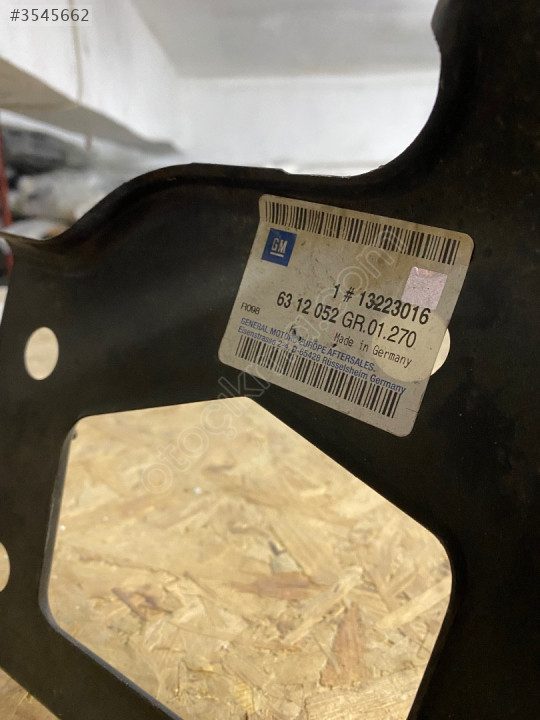 #3545662
GM
1 # 13223016
63 12 052 GR.01.270
Made in Germany
GENERAL MOTORS EUROPE AFTERSALES.
Rüsselsheim Germany